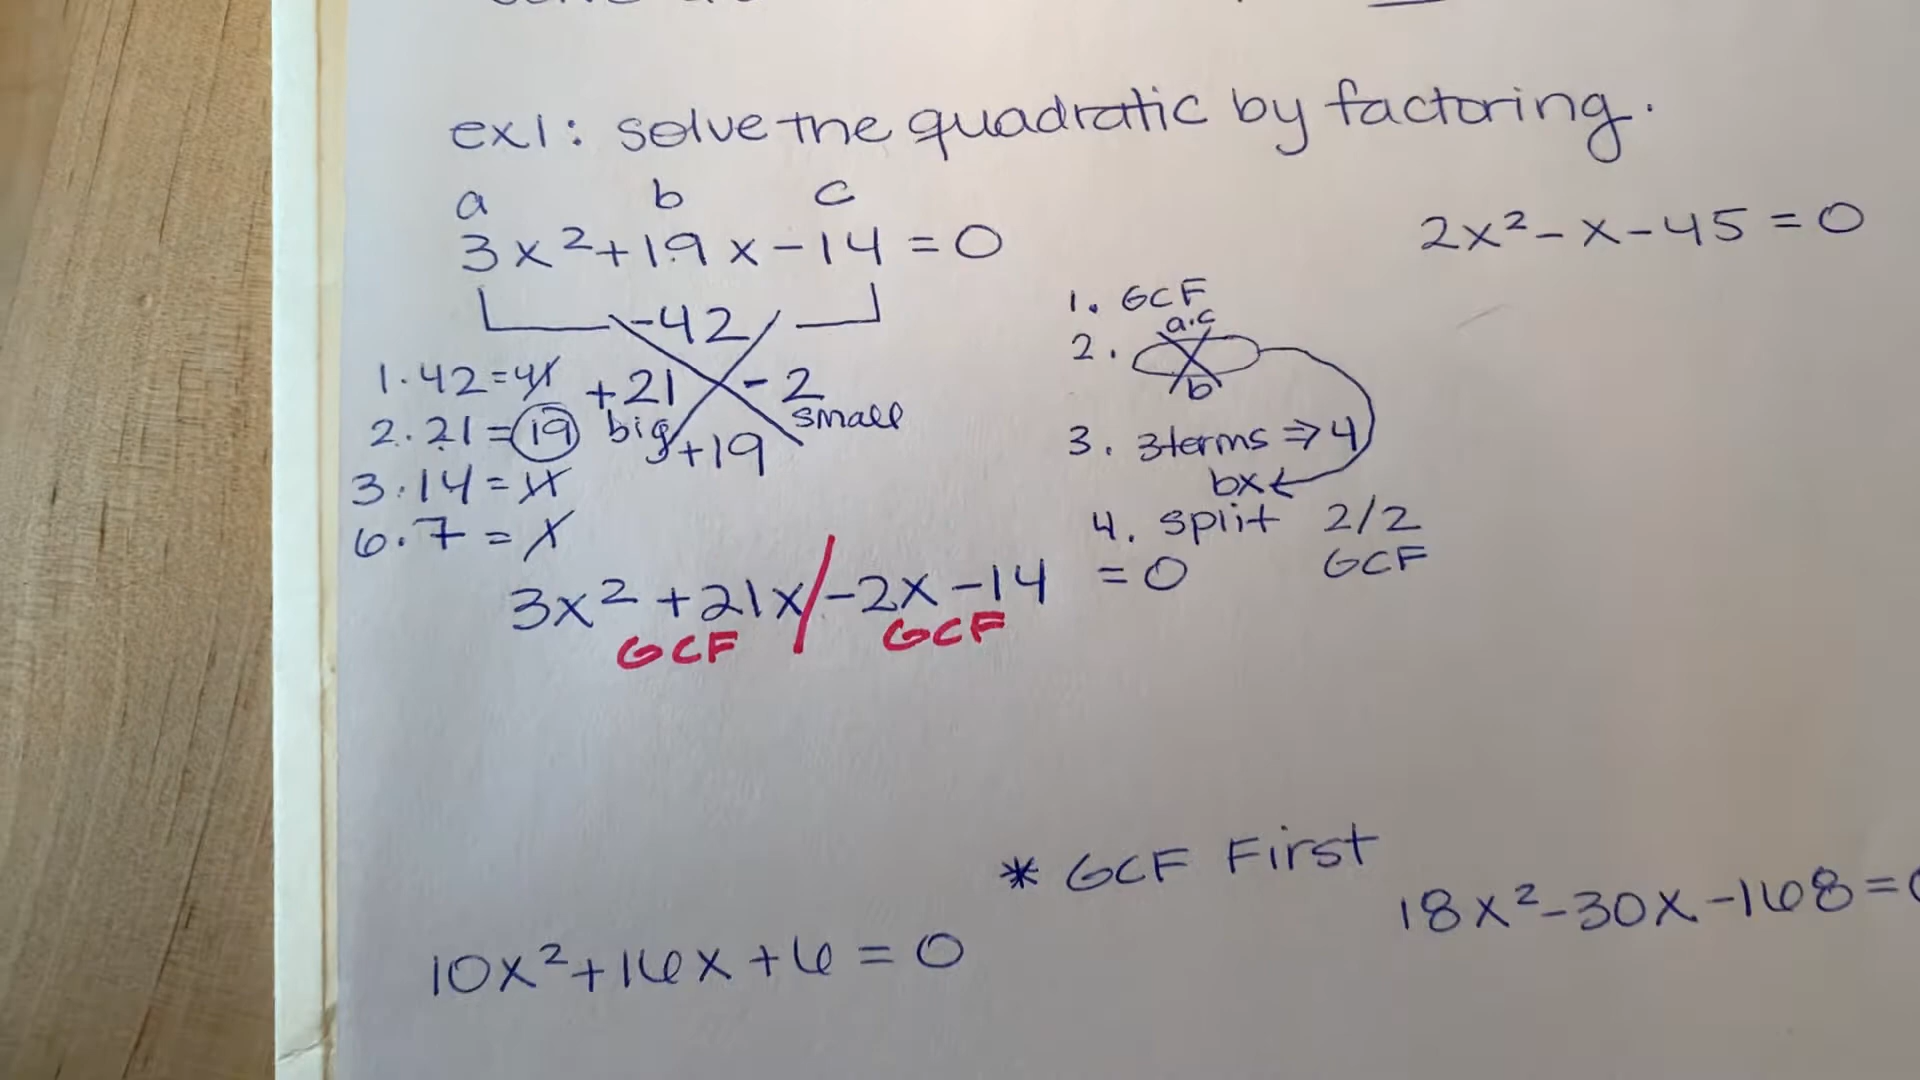 ex1: solve the quadratic by factoring.
a b c
3x²+19x-14=0
2x²-x-45=0
-42
1·42=41
+21 -2
big small
2·21=19
+19
3·14=11
6·7=1
1. GCF
2. a·c
b
3. 3terms⇒4
bx←
4. split 2/2
GCF
3x²+21x/-2x-14 =0
GCF GCF
* GCF First
10x²+16x+6=0
18x²-30x-168=0